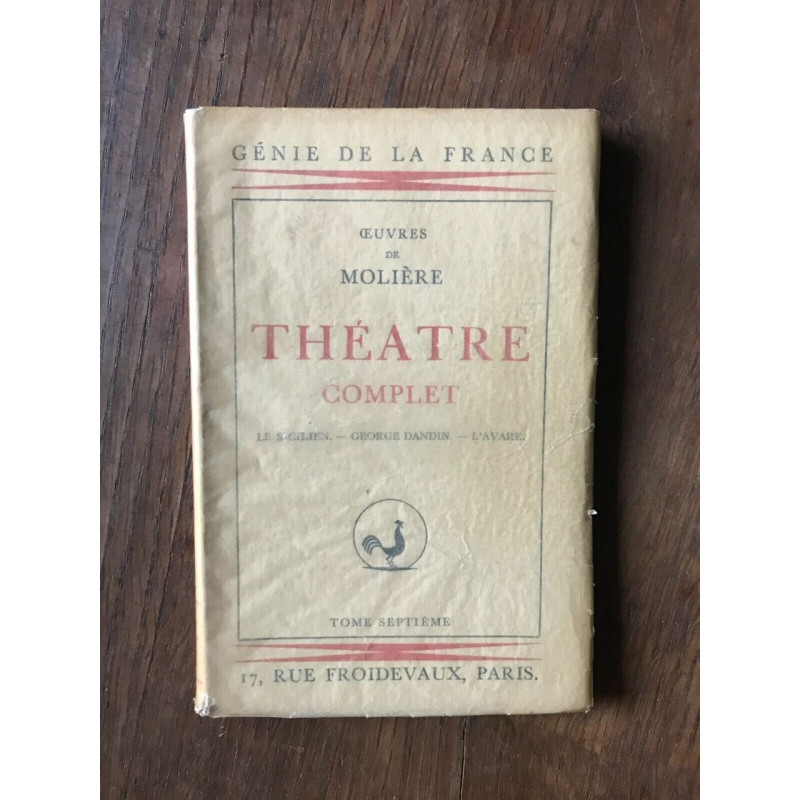 GÉNIE DE LA FRANCE
ŒUVRES
DE
MOLIÈRE
THÉATRE
COMPLET
LE SICILIEN. — GEORGE DANDIN. — L'AVARE.
TOME SEPTIÈME
17, RUE FROIDEVAUX, PARIS.